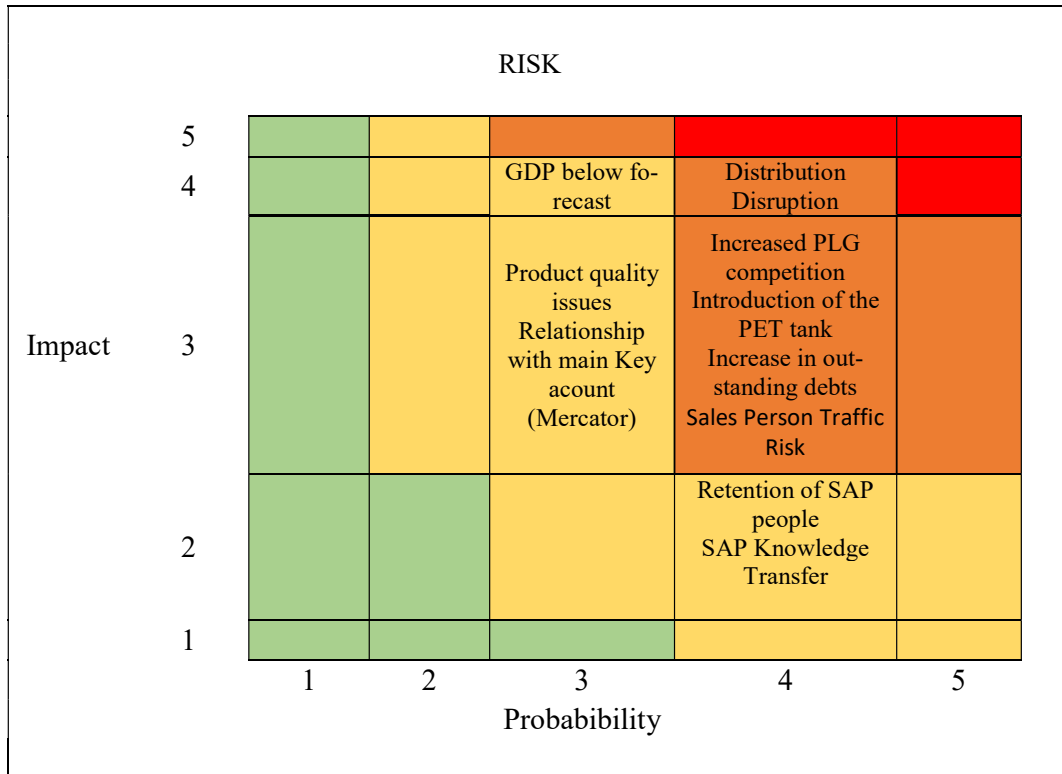 RISK
5
4
GDP below fo-
recast
Distribution
Disruption
Impact
3
Product quality
issues
Relationship
with main Key
acount
(Mercator)
Increased PLG
competition
Introduction of the
PET tank
Increase in out-
standing debts
Sales Person Traffic
Risk
2
Retention of SAP
people
SAP Knowledge
Transfer
1
1 2 3 4 5
Probabibility